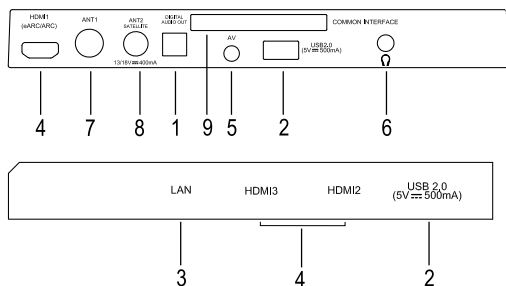 HDMI1
(eARC/ARC)
ANT1
ANT2
SATELLITE
13/18V⎓400mA
DIGITAL
AUDIO OUT
AV
USB2.0
(5V⎓500mA)
COMMON INTERFACE
4
7
8
1
9
5
2
6
LAN
HDMI3
HDMI2
USB 2.0
(5V⎓500mA)
3
4
2